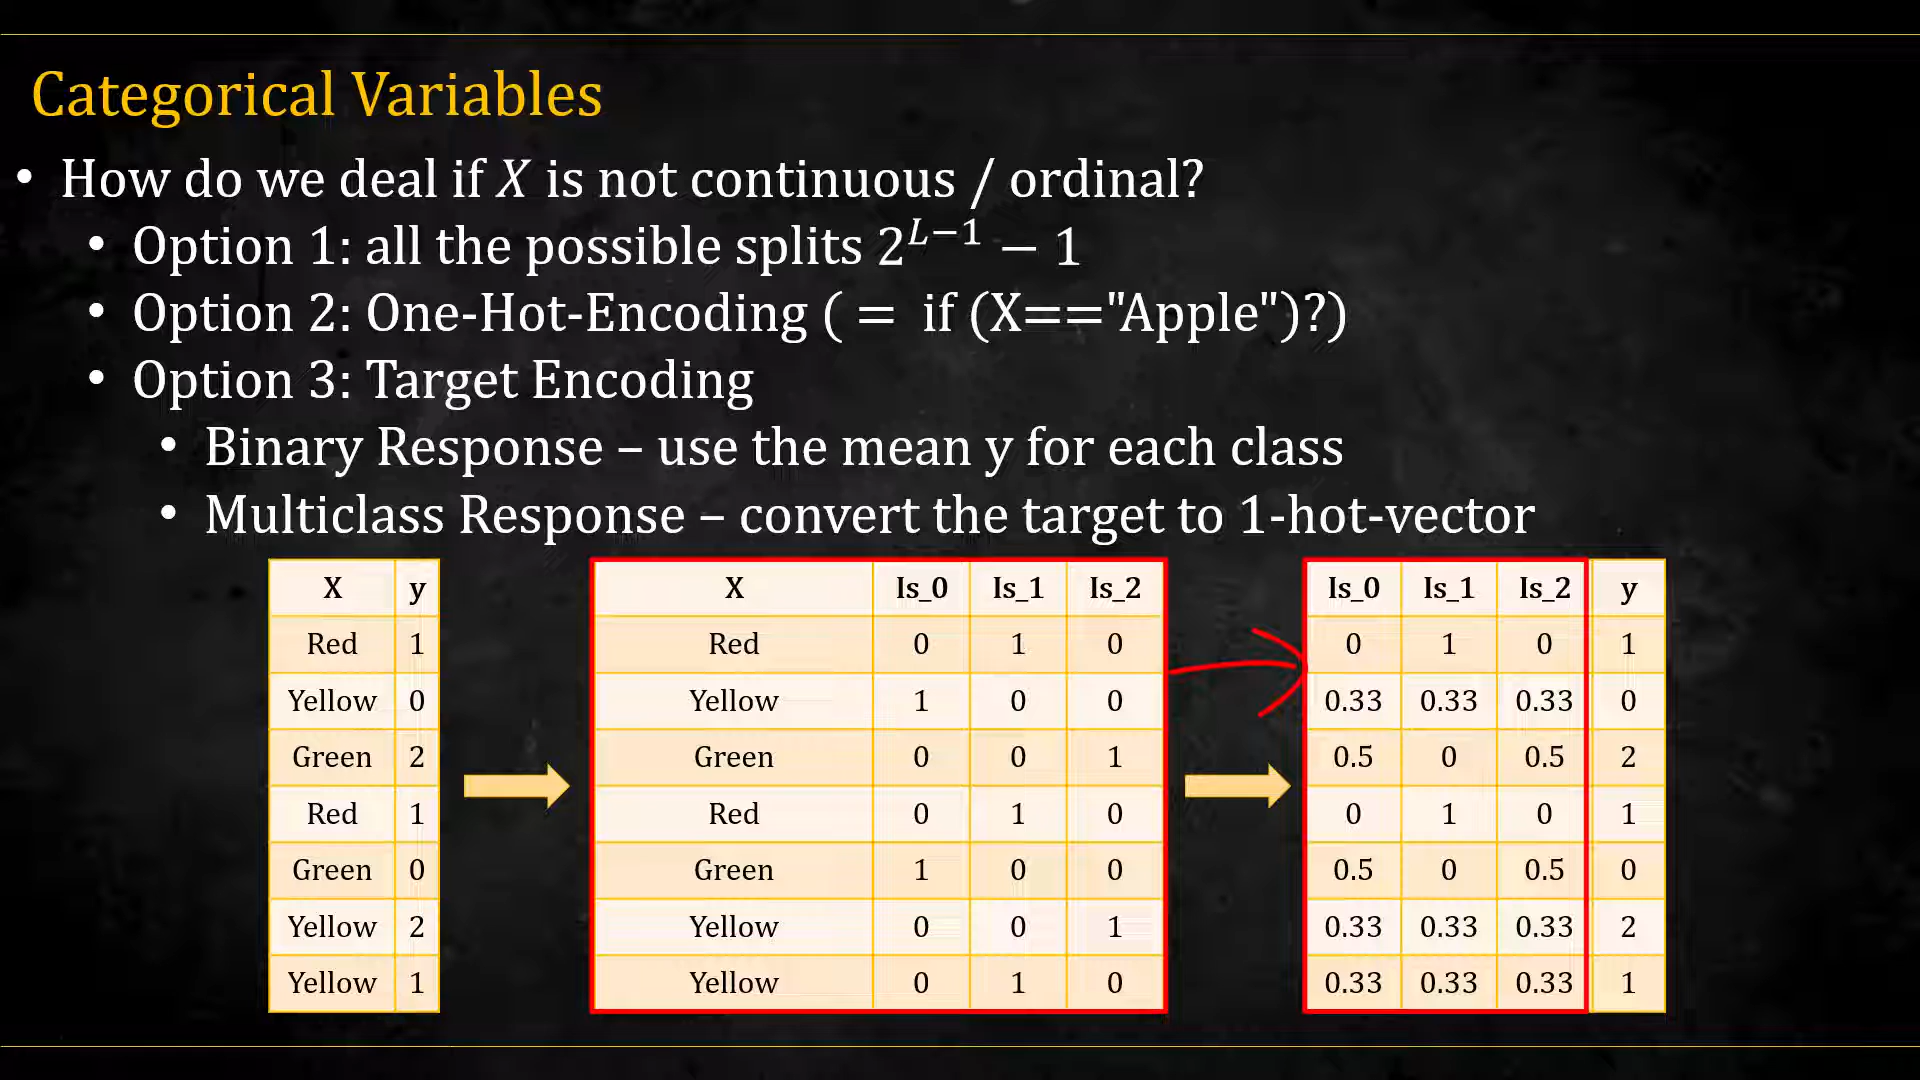 Categorical Variables
• How do we deal if X is not continuous / ordinal?
• Option 1: all the possible splits 2^{L−1} − 1
• Option 2: One-Hot-Encoding ( = if (X=="Apple")?)
• Option 3: Target Encoding
• Binary Response – use the mean y for each class
• Multiclass Response – convert the target to 1-hot-vector
X y
Red 1
Yellow 0
Green 2
Red 1
Green 0
Yellow 2
Yellow 1
X Is_0 Is_1 Is_2
Red 0 1 0
Yellow 1 0 0
Green 0 0 1
Red 0 1 0
Green 1 0 0
Yellow 0 0 1
Yellow 0 1 0
Is_0 Is_1 Is_2 y
0 1 0 1
0.33 0.33 0.33 0
0.5 0 0.5 2
0 1 0 1
0.5 0 0.5 0
0.33 0.33 0.33 2
0.33 0.33 0.33 1